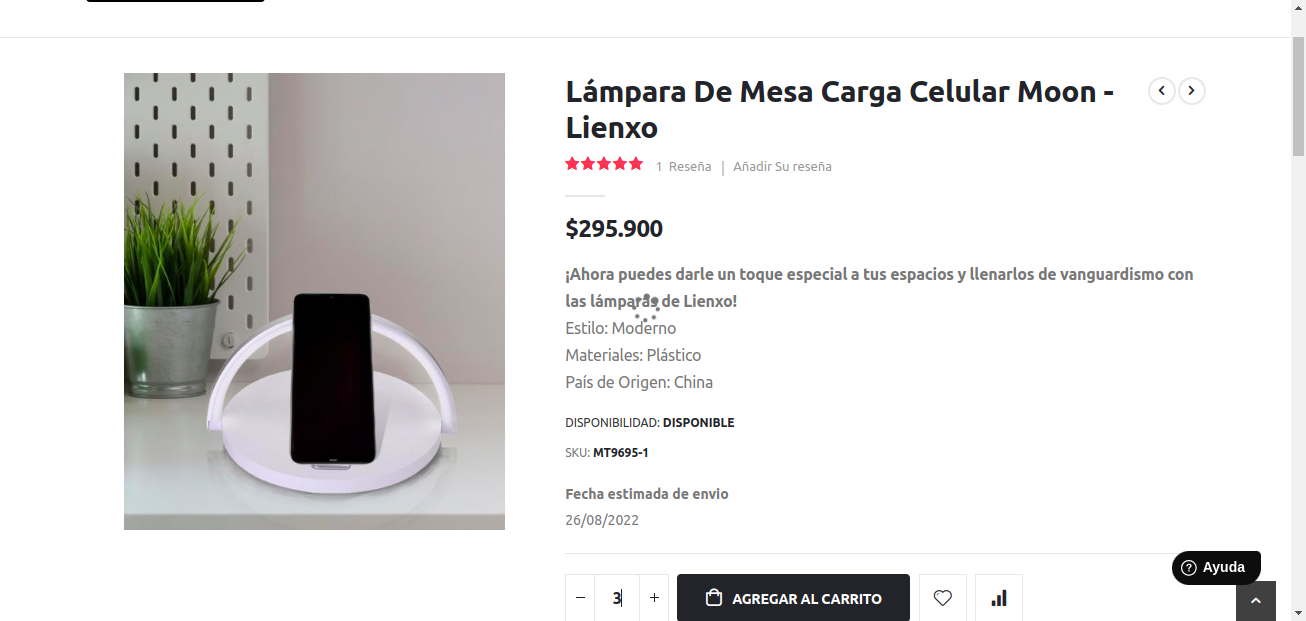 Lámpara De Mesa Carga Celular Moon -
Lienxo
1 Reseña | Añadir Su reseña
$295.900
¡Ahora puedes darle un toque especial a tus espacios y llenarlos de vanguardismo con
las lámparas de Lienxo!
Estilo: Moderno
Materiales: Plástico
País de Origen: China
DISPONIBILIDAD: DISPONIBLE
SKU: MT9695-1
Fecha estimada de envio
26/08/2022
? Ayuda
− 3 + AGREGAR AL CARRITO